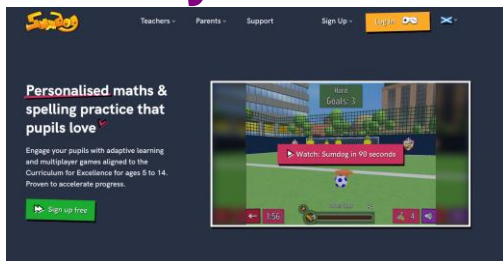 Sumdog
Teachers
Parents
Support
Sign Up
Log in
Personalised maths &
spelling practice that
pupils love
Engage your pupils with adaptive learning
and multiplayer games aligned to the
Curriculum for Excellence for ages 5 to 14.
Proven to accelerate progress.
Sign up free
Hard
Goals: 3
Watch: Sumdog in 90 seconds
1:56
4